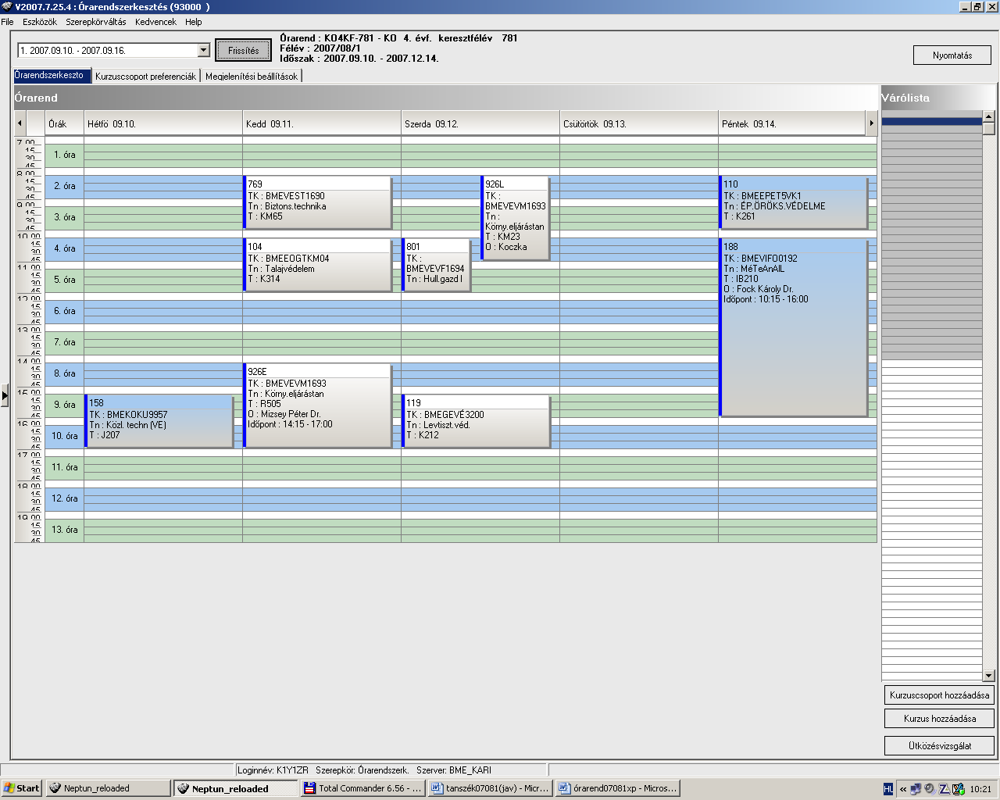 V2007.7.25.4 : Órarendszerkesztés (93000 )
File Eszközök Szerepkörváltás Kedvencek Help
1. 2007.09.10. - 2007.09.16.
Frissítés
Órarend : KO4KF-781 - KO 4. évf. keresztfélév 781
Félév : 2007/08/1
Időszak : 2007.09.10. - 2007.12.14.
Nyomtatás
Órarendszerkeszto Kurzuscsoport preferenciák Megjelenítési beállítások
Órarend
Várólista
Órák Hétfö 09.10. Kedd 09.11. Szerda 09.12. Csütörtök 09.13. Péntek 09.14.
7 00
15
30
45
1. óra
8 00
15
30
45
2. óra
9 00
15
30
45
3. óra
10 00
15
30
45
4. óra
11 00
15
30
45
5. óra
12 00
15
30
45
6. óra
13 00
15
30
45
7. óra
14 00
15
30
45
8. óra
15 00
15
30
45
9. óra
16 00
15
30
45
10. óra
17 00
15
30
45
11. óra
18 00
15
30
45
12. óra
19 00
15
30
45
13. óra
158
TK : BMEKOKU9957
Tn : Közl. techn (VE)
T : J207
769
TK : BMEVEST1690
Tn : Biztons.technika
T : KM65
104
TK : BMEEOGTKM04
Tn : Talajvédelem
T : K314
926E
TK : BMEVEVM1693
Tn : Körny.eljárástan
T : R505
O : Mizsey Péter Dr.
Időpont : 14:15 - 17:00
926L
TK :
BMEVEVM1693
Tn :
Körny.eljárástan
T : KM23
O : Koczka
801
TK :
BMEVEVF1694
Tn : Hull.gazd I
119
TK : BMEGEVÉ3200
Tn : Levtiszt.véd.
T : K212
110
TK : BMEEPET5VK1
Tn : ÉP.ÖRÖKS.VÉDELME
T : K261
188
TK : BMEVIFO0192
Tn : MéTeAnAIL
T : IB210
O : Fock Károly Dr.
Időpont : 10:15 - 16:00
Kurzuscsoport hozzáadása
Kurzus hozzáadása
Ütközésvizsgálat
Loginnév: K1Y1ZR Szerepkör: Órarendszerk. Szerver: BME_KARI
Start Neptun_reloaded Neptun_reloaded Total Commander 6.56 - ... tanszék07081(jav) - Micr... órarend07081xp - Micros... HU « 10:21